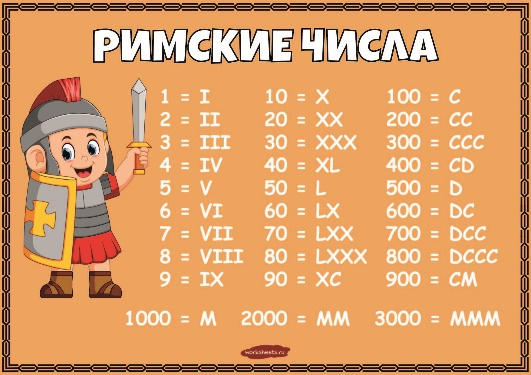 РИМСКИЕ ЧИСЛА
1 = I 10 = X 100 = C
2 = II 20 = XX 200 = CC
3 = III 30 = XXX 300 = CCC
4 = IV 40 = XL 400 = CD
5 = V 50 = L 500 = D
6 = VI 60 = LX 600 = DC
7 = VII 70 = LXX 700 = DCC
8 = VIII 80 = LXXX 800 = DCCC
9 = IX 90 = XC 900 = CM
1000 = M 2000 = MM 3000 = MMM
worksheets.ru